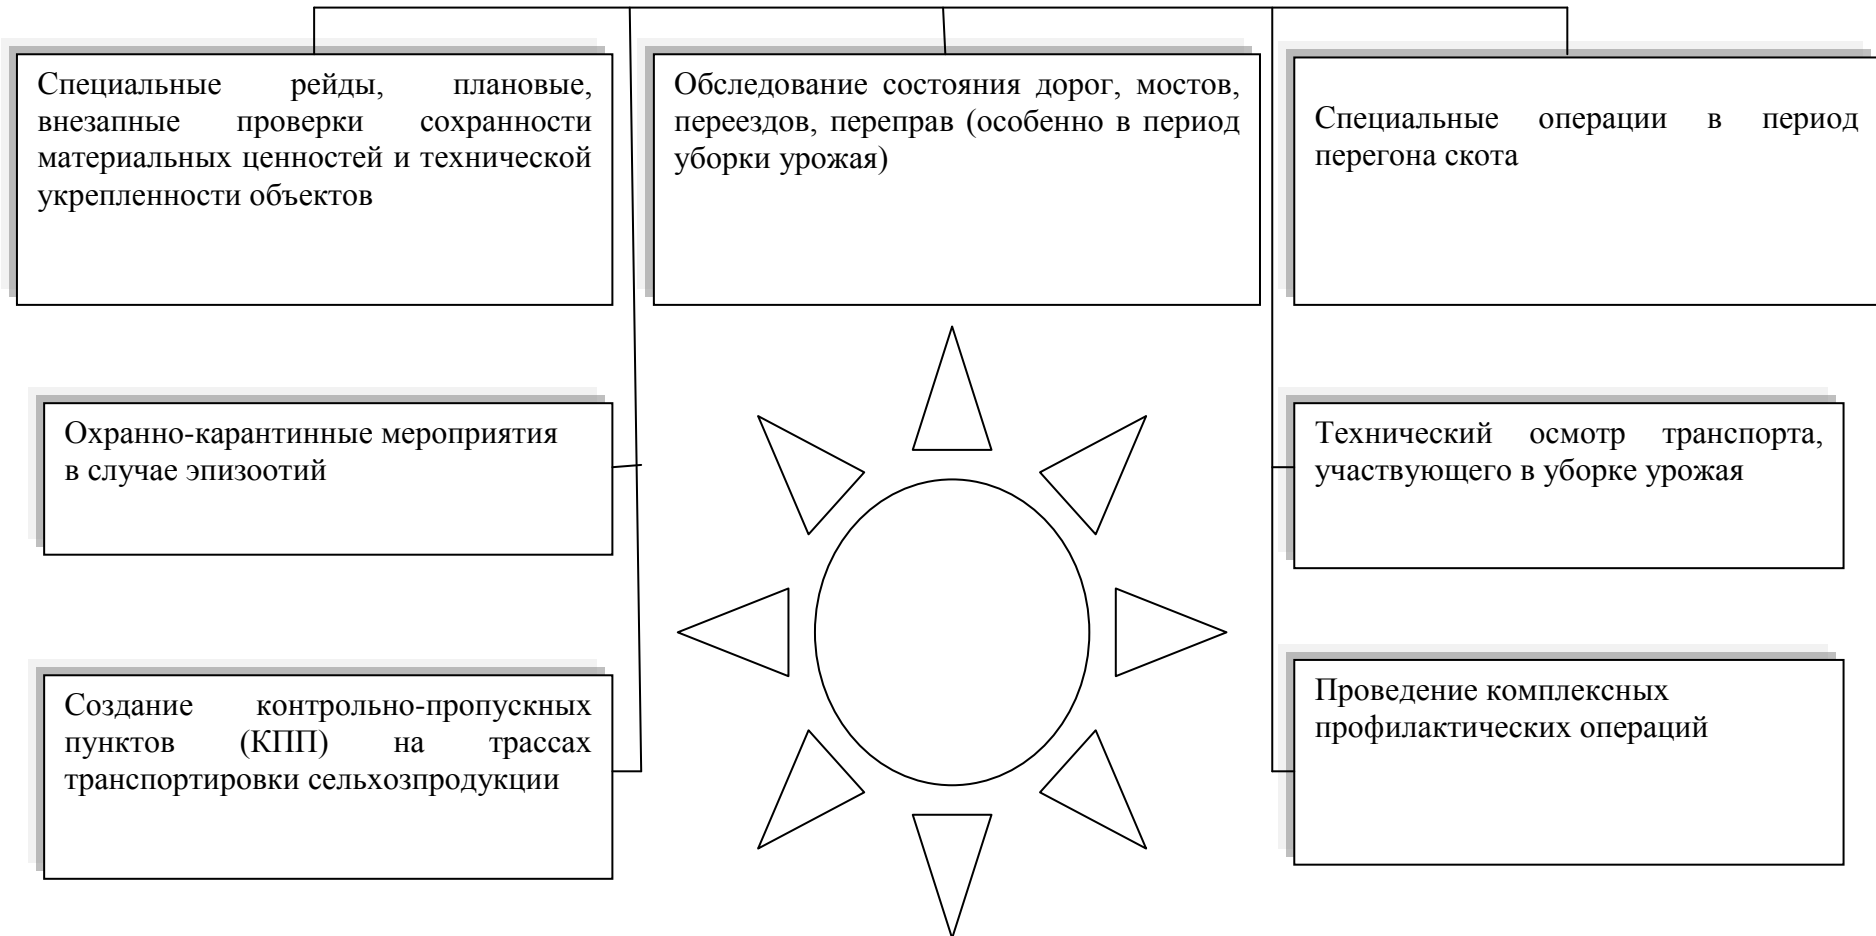 Специальные рейды, плановые,
внезапные проверки сохранности
материальных ценностей и технической
укрепленности объектов
Обследование состояния дорог, мостов,
переездов, переправ (особенно в период
уборки урожая)
Специальные операции в период
перегона скота
Охранно-карантинные мероприятия
в случае эпизоотий
Технический осмотр транспорта,
участвующего в уборке урожая
Создание контрольно-пропускных
пунктов (КПП) на трассах
транспортировки сельхозпродукции
Проведение комплексных
профилактических операций